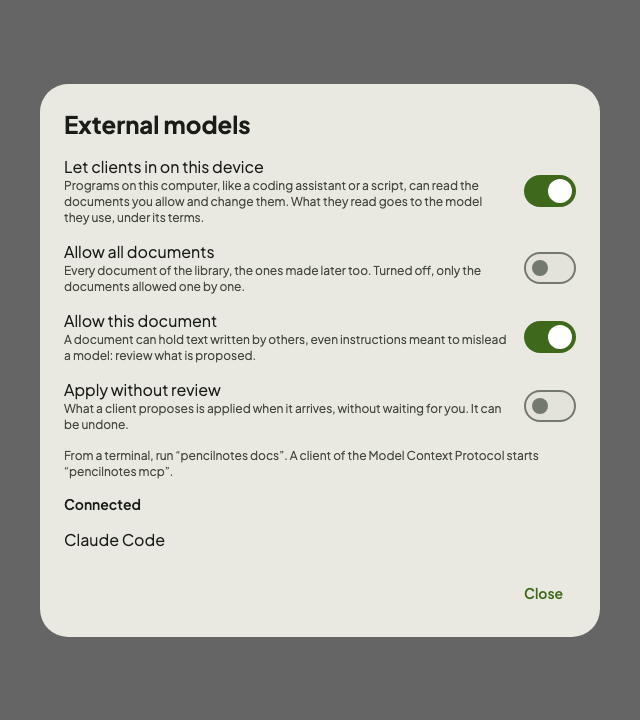 External models
Let clients in on this device
Programs on this computer, like a coding assistant or a script, can read the
documents you allow and change them. What they read goes to the model
they use, under its terms.
Allow all documents
Every document of the library, the ones made later too. Turned off, only the
documents allowed one by one.
Allow this document
A document can hold text written by others, even instructions meant to mislead
a model: review what is proposed.
Apply without review
What a client proposes is applied when it arrives, without waiting for you. It can
be undone.
From a terminal, run “pencilnotes docs”. A client of the Model Context Protocol starts
“pencilnotes mcp”.
Connected
Claude Code
Close